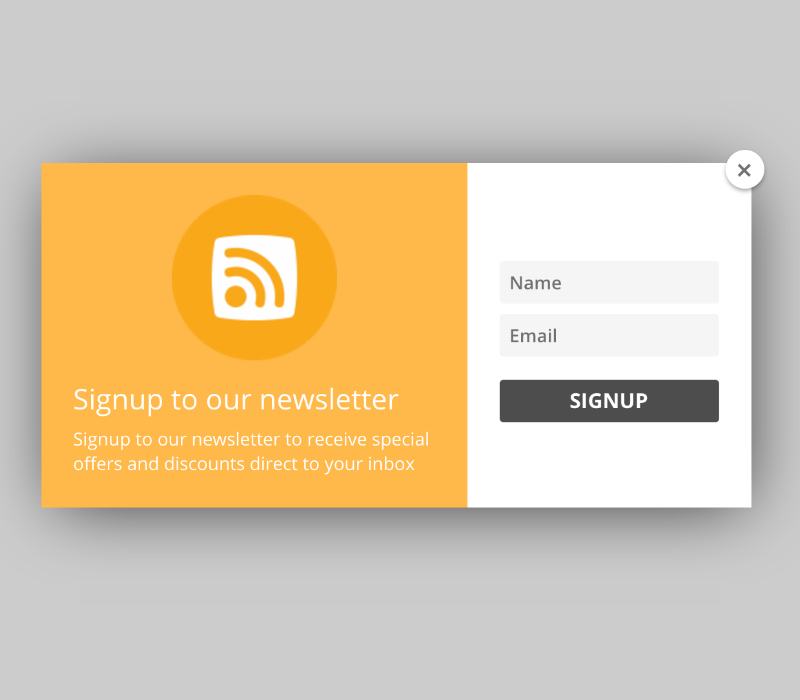 Signup to our newsletter
Signup to our newsletter to receive special
offers and discounts direct to your inbox
Name
Email
SIGNUP